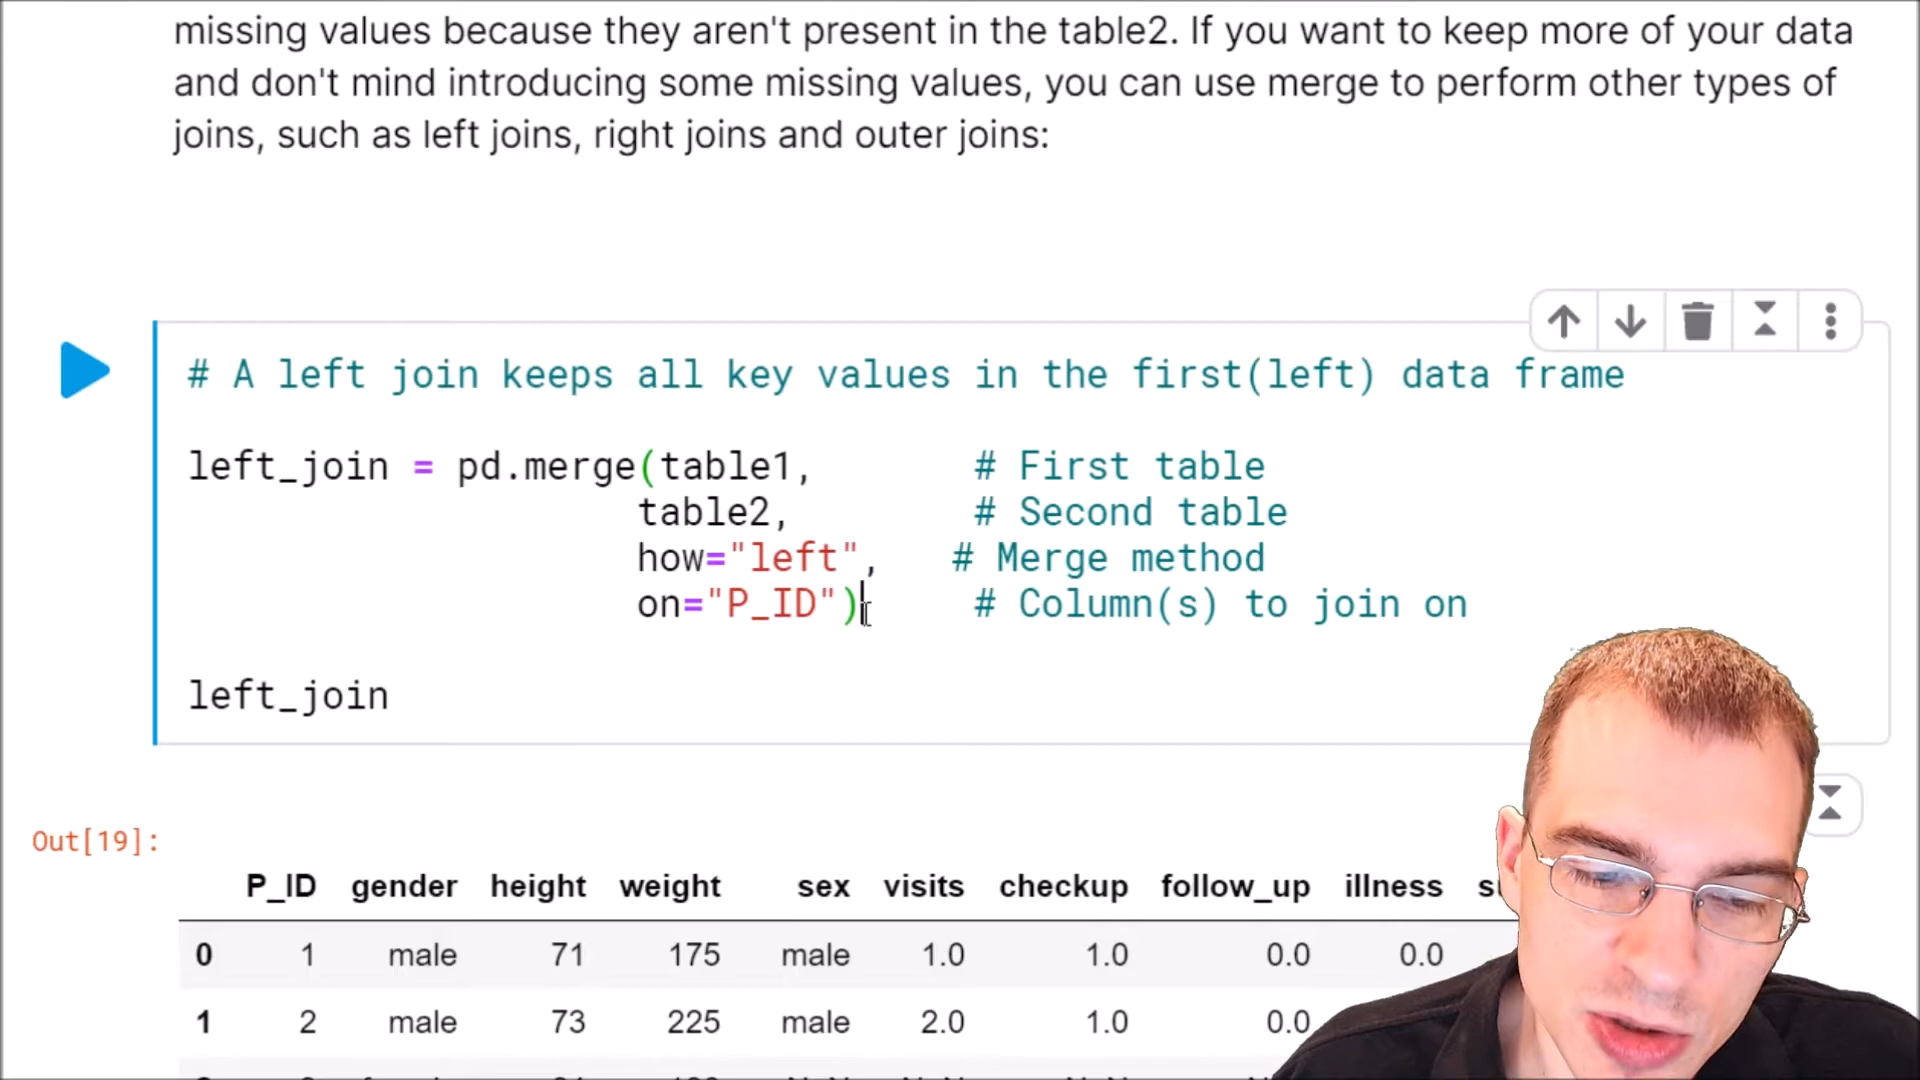 missing values because they aren't present in the table2. If you want to keep more of your data
and don't mind introducing some missing values, you can use merge to perform other types of
joins, such as left joins, right joins and outer joins:
# A left join keeps all key values in the first(left) data frame
left_join = pd.merge(table1, # First table
table2, # Second table
how="left", # Merge method
on="P_ID") # Column(s) to join on
left_join
Out[19]:
P_ID gender height weight sex visits checkup follow_up illness
0 1 male 71 175 male 1.0 1.0 0.0 0.0
1 2 male 73 225 male 2.0 1.0 0.0